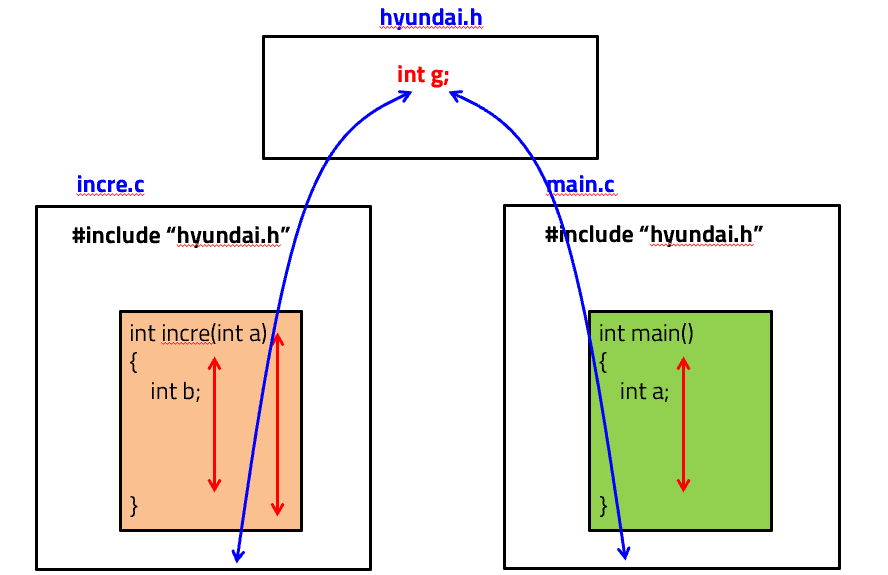 hyundai.h
int g;
incre.c
#include “hyundai.h”
int incre(int a)
{
int b;
}
main.c
#include “hyundai.h”
int main()
{
int a;
}